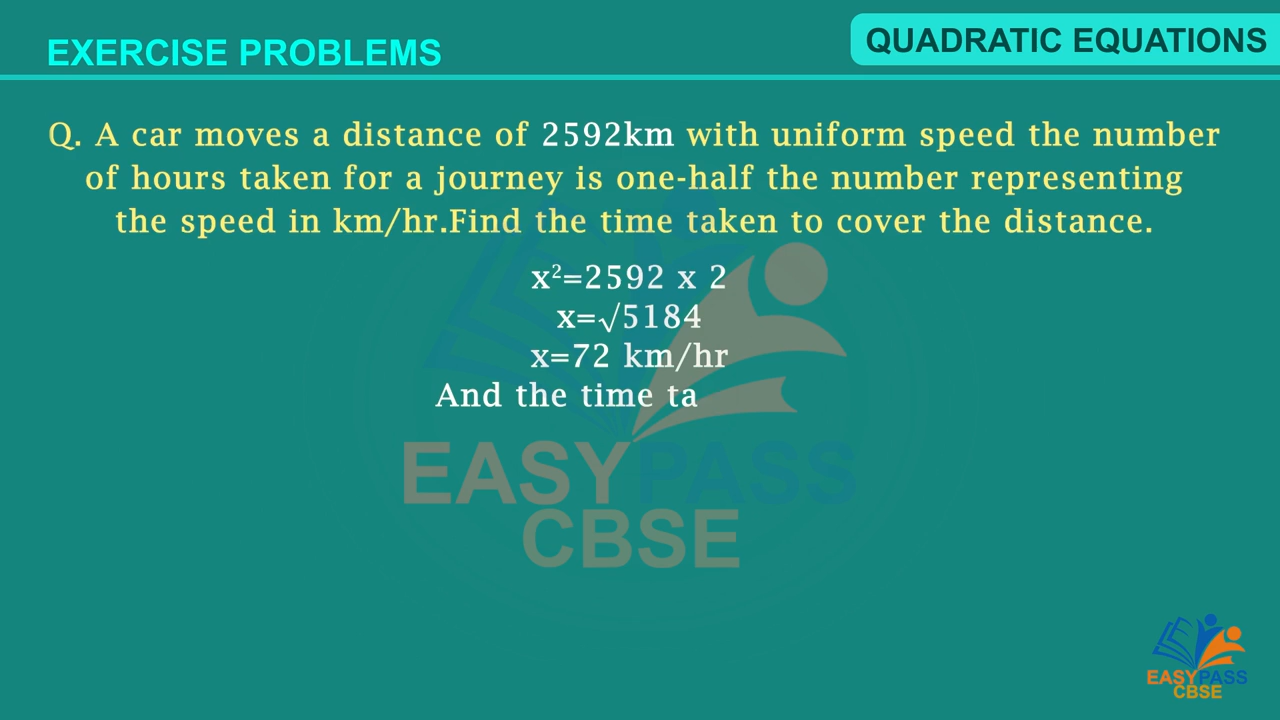 EXERCISE PROBLEMS
QUADRATIC EQUATIONS
Q. A car moves a distance of 2592km with uniform speed the number
of hours taken for a journey is one-half the number representing
the speed in km/hr.Find the time taken to cover the distance.
x²=2592 x 2
x=√5184
x=72 km/hr
And the time ta
EASYPASS
CBSE
EASYPASS
CBSE